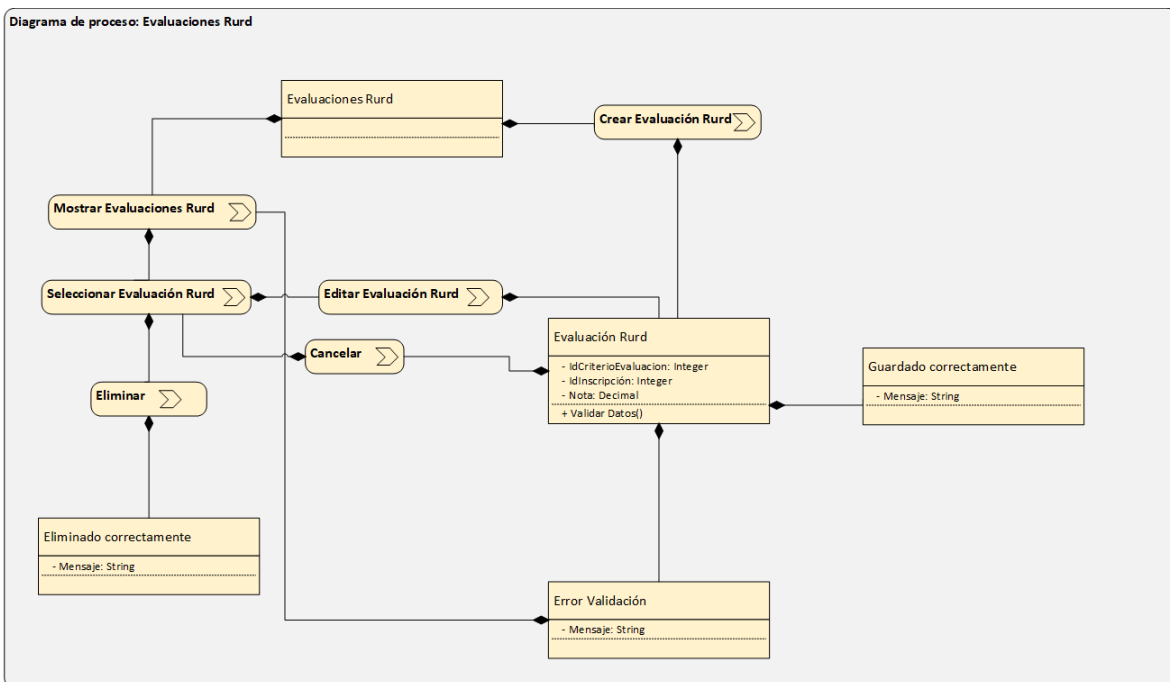 Diagrama de proceso: Evaluaciones Rurd
Evaluaciones Rurd
Crear Evaluación Rurd
Mostrar Evaluaciones Rurd
Seleccionar Evaluación Rurd
Editar Evaluación Rurd
Cancelar
Evaluación Rurd
- IdCriterioEvaluacion: Integer
- IdInscripción: Integer
- Nota: Decimal
+ Validar Datos()
Guardado correctamente
- Mensaje: String
Eliminar
Eliminado correctamente
- Mensaje: String
Error Validación
- Mensaje: String